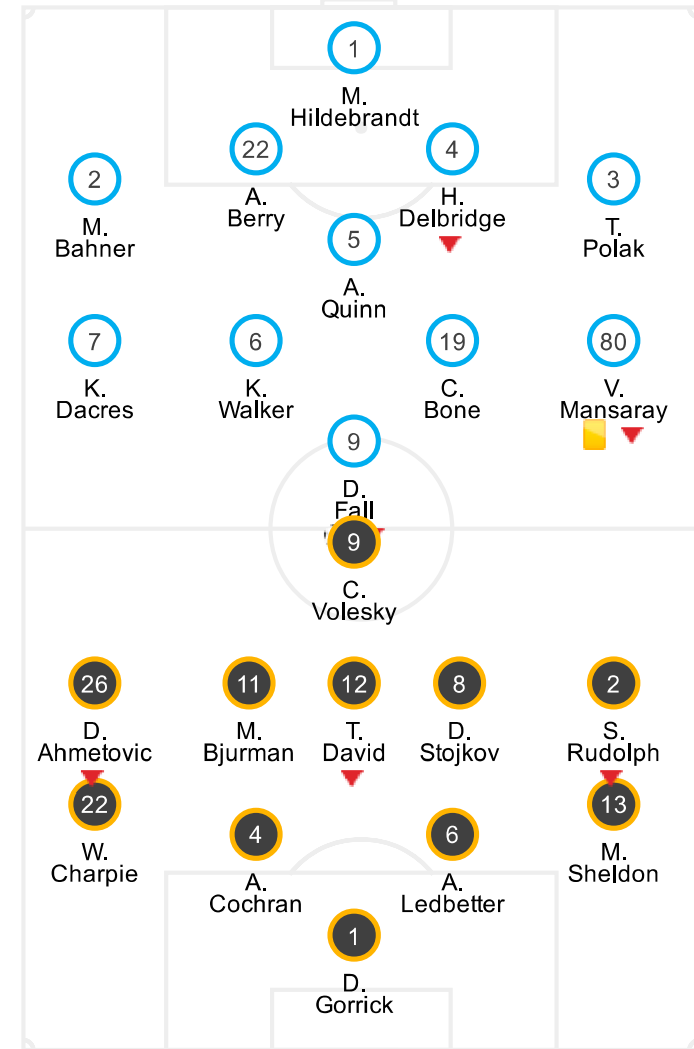 1
M.
Hildebrandt
22
A.
Berry
4
H.
Delbridge
2
M.
Bahner
3
T.
Polak
5
A.
Quinn
7
K.
Dacres
6
K.
Walker
19
C.
Bone
80
V.
Mansaray
9
D.
Fall
9
C.
Volesky
26
D.
Ahmetovic
11
M.
Bjurman
12
T.
David
8
D.
Stojkov
2
S.
Rudolph
22
W.
Charpie
4
A.
Cochran
6
A.
Ledbetter
13
M.
Sheldon
1
D.
Gorrick